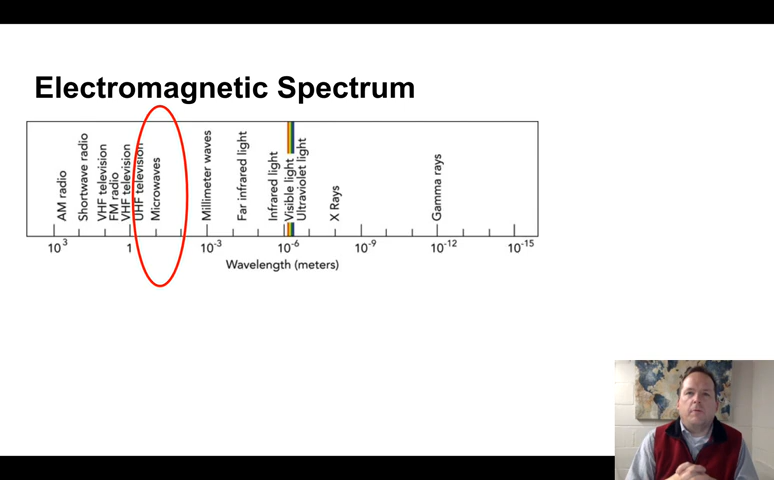 Electromagnetic Spectrum
AM radio
Shortwave radio
VHF television
FM radio
VHF television
UHF television
Microwaves
Millimeter waves
Far infrared light
Infrared light
Visible light
Ultraviolet light
X Rays
Gamma rays
10³ 1 10⁻³ 10⁻⁶ 10⁻⁹ 10⁻¹² 10⁻¹⁵
Wavelength (meters)